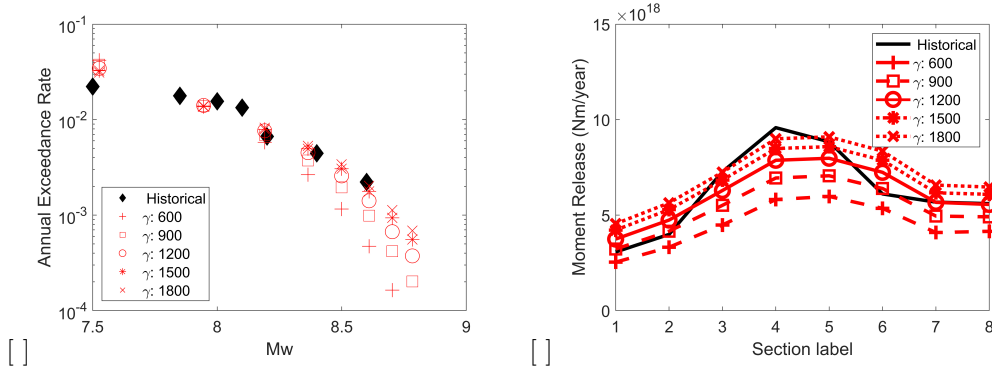 10^-1
10^-2
10^-3
10^-4
Annual Exceedance Rate
7.5 8 8.5 9
Mw
Historical
γ: 600
γ: 900
γ: 1200
γ: 1500
γ: 1800
[ ]
×10^18
15
10
5
0
Moment Release (Nm/year)
1 2 3 4 5 6 7 8
Section label
Historical
γ: 600
γ: 900
γ: 1200
γ: 1500
γ: 1800
[ ]